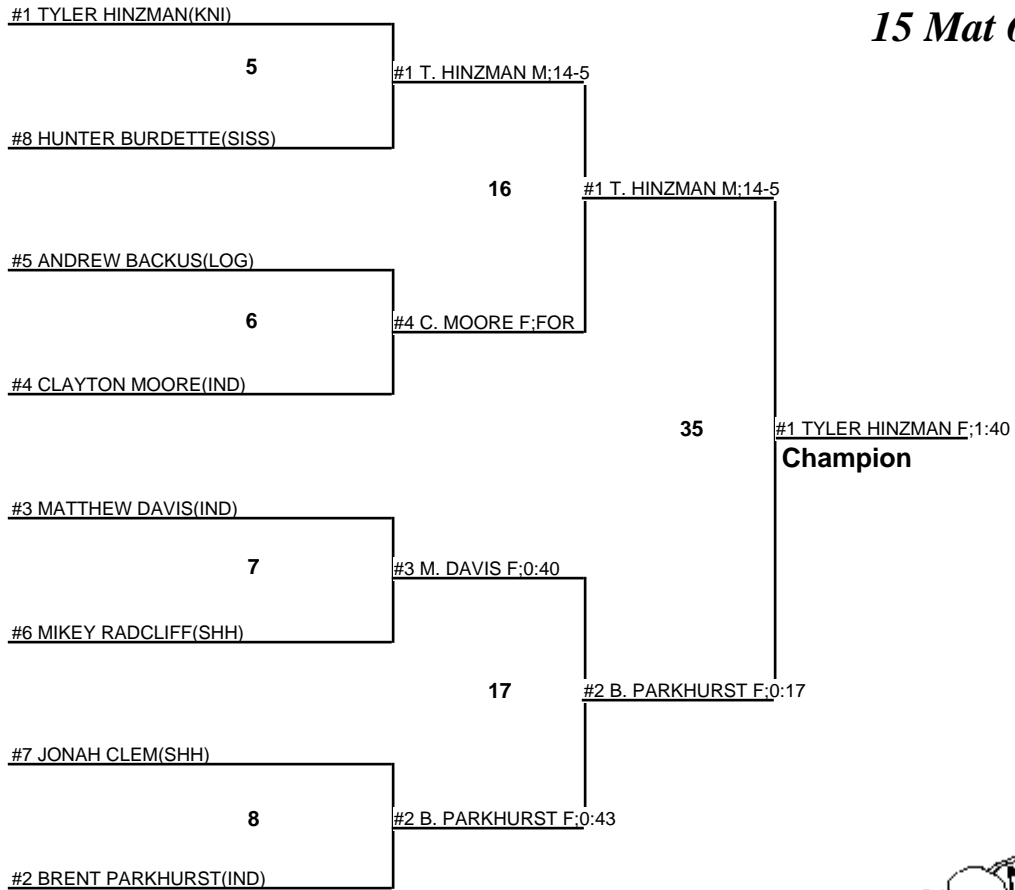 #1 TYLER HINZMAN(KNI)
15 Mat
5
#1 T. HINZMAN M;14-5
#8 HUNTER BURDETTE(SISS)
16
#1 T. HINZMAN M;14-5
#5 ANDREW BACKUS(LOG)
6
#4 C. MOORE F;FOR
#4 CLAYTON MOORE(IND)
35
#1 TYLER HINZMAN F;1:40
Champion
#3 MATTHEW DAVIS(IND)
7
#3 M. DAVIS F;0:40
#6 MIKEY RADCLIFF(SHH)
17
#2 B. PARKHURST F;0:17
#7 JONAH CLEM(SHH)
8
#2 B. PARKHURST F;0:43
#2 BRENT PARKHURST(IND)